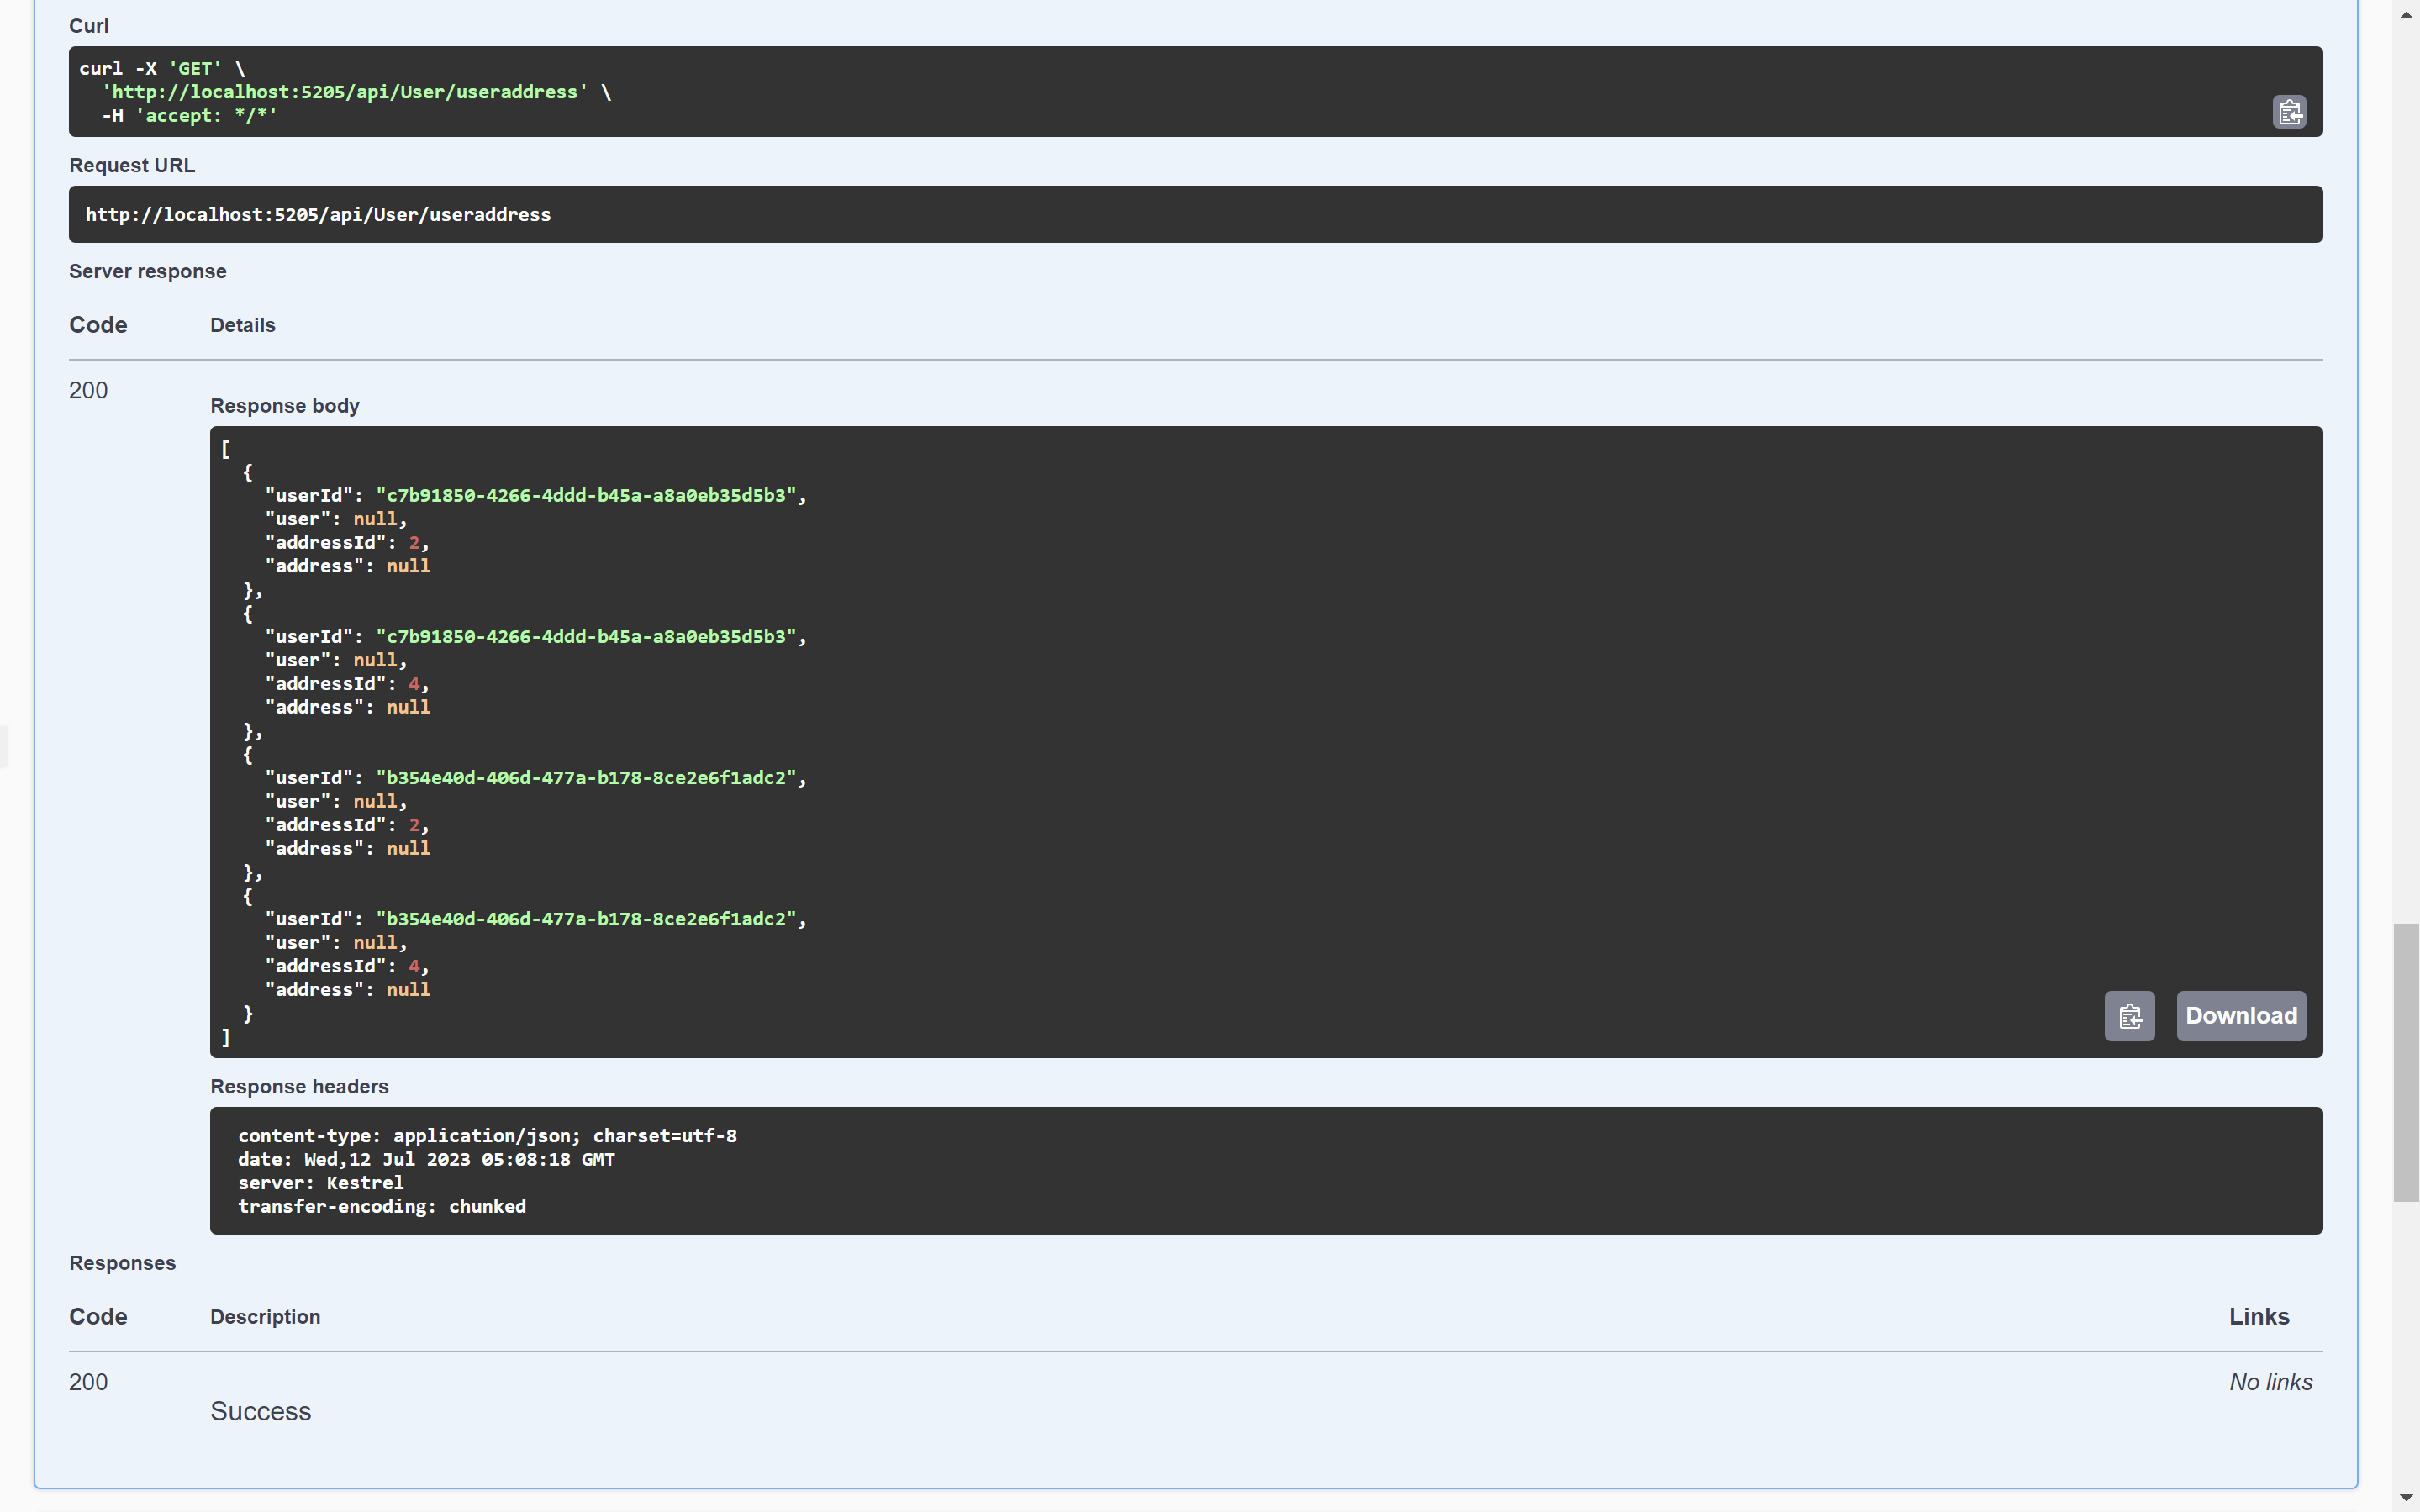 Curl
curl -X 'GET' \
  'http://localhost:5205/api/User/useraddress' \
  -H 'accept: */*'
Request URL
http://localhost:5205/api/User/useraddress
Server response
Code Details
200
Response body
[
  {
    "userId": "c7b91850-4266-4ddd-b45a-a8a0eb35d5b3",
    "user": null,
    "addressId": 2,
    "address": null
  },
  {
    "userId": "c7b91850-4266-4ddd-b45a-a8a0eb35d5b3",
    "user": null,
    "addressId": 4,
    "address": null
  },
  {
    "userId": "b354e40d-406d-477a-b178-8ce2e6f1adc2",
    "user": null,
    "addressId": 2,
    "address": null
  },
  {
    "userId": "b354e40d-406d-477a-b178-8ce2e6f1adc2",
    "user": null,
    "addressId": 4,
    "address": null
  }
]
Download
Response headers
content-type: application/json; charset=utf-8
date: Wed,12 Jul 2023 05:08:18 GMT
server: Kestrel
transfer-encoding: chunked
Responses
Code Description Links
200 No links
Success